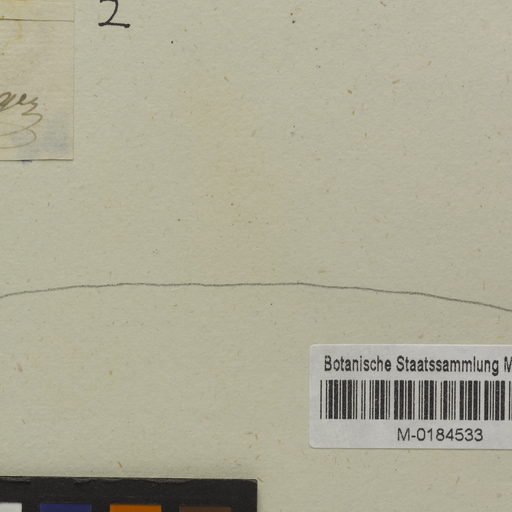 2
Botanische Staatssammlung M
M-0184533